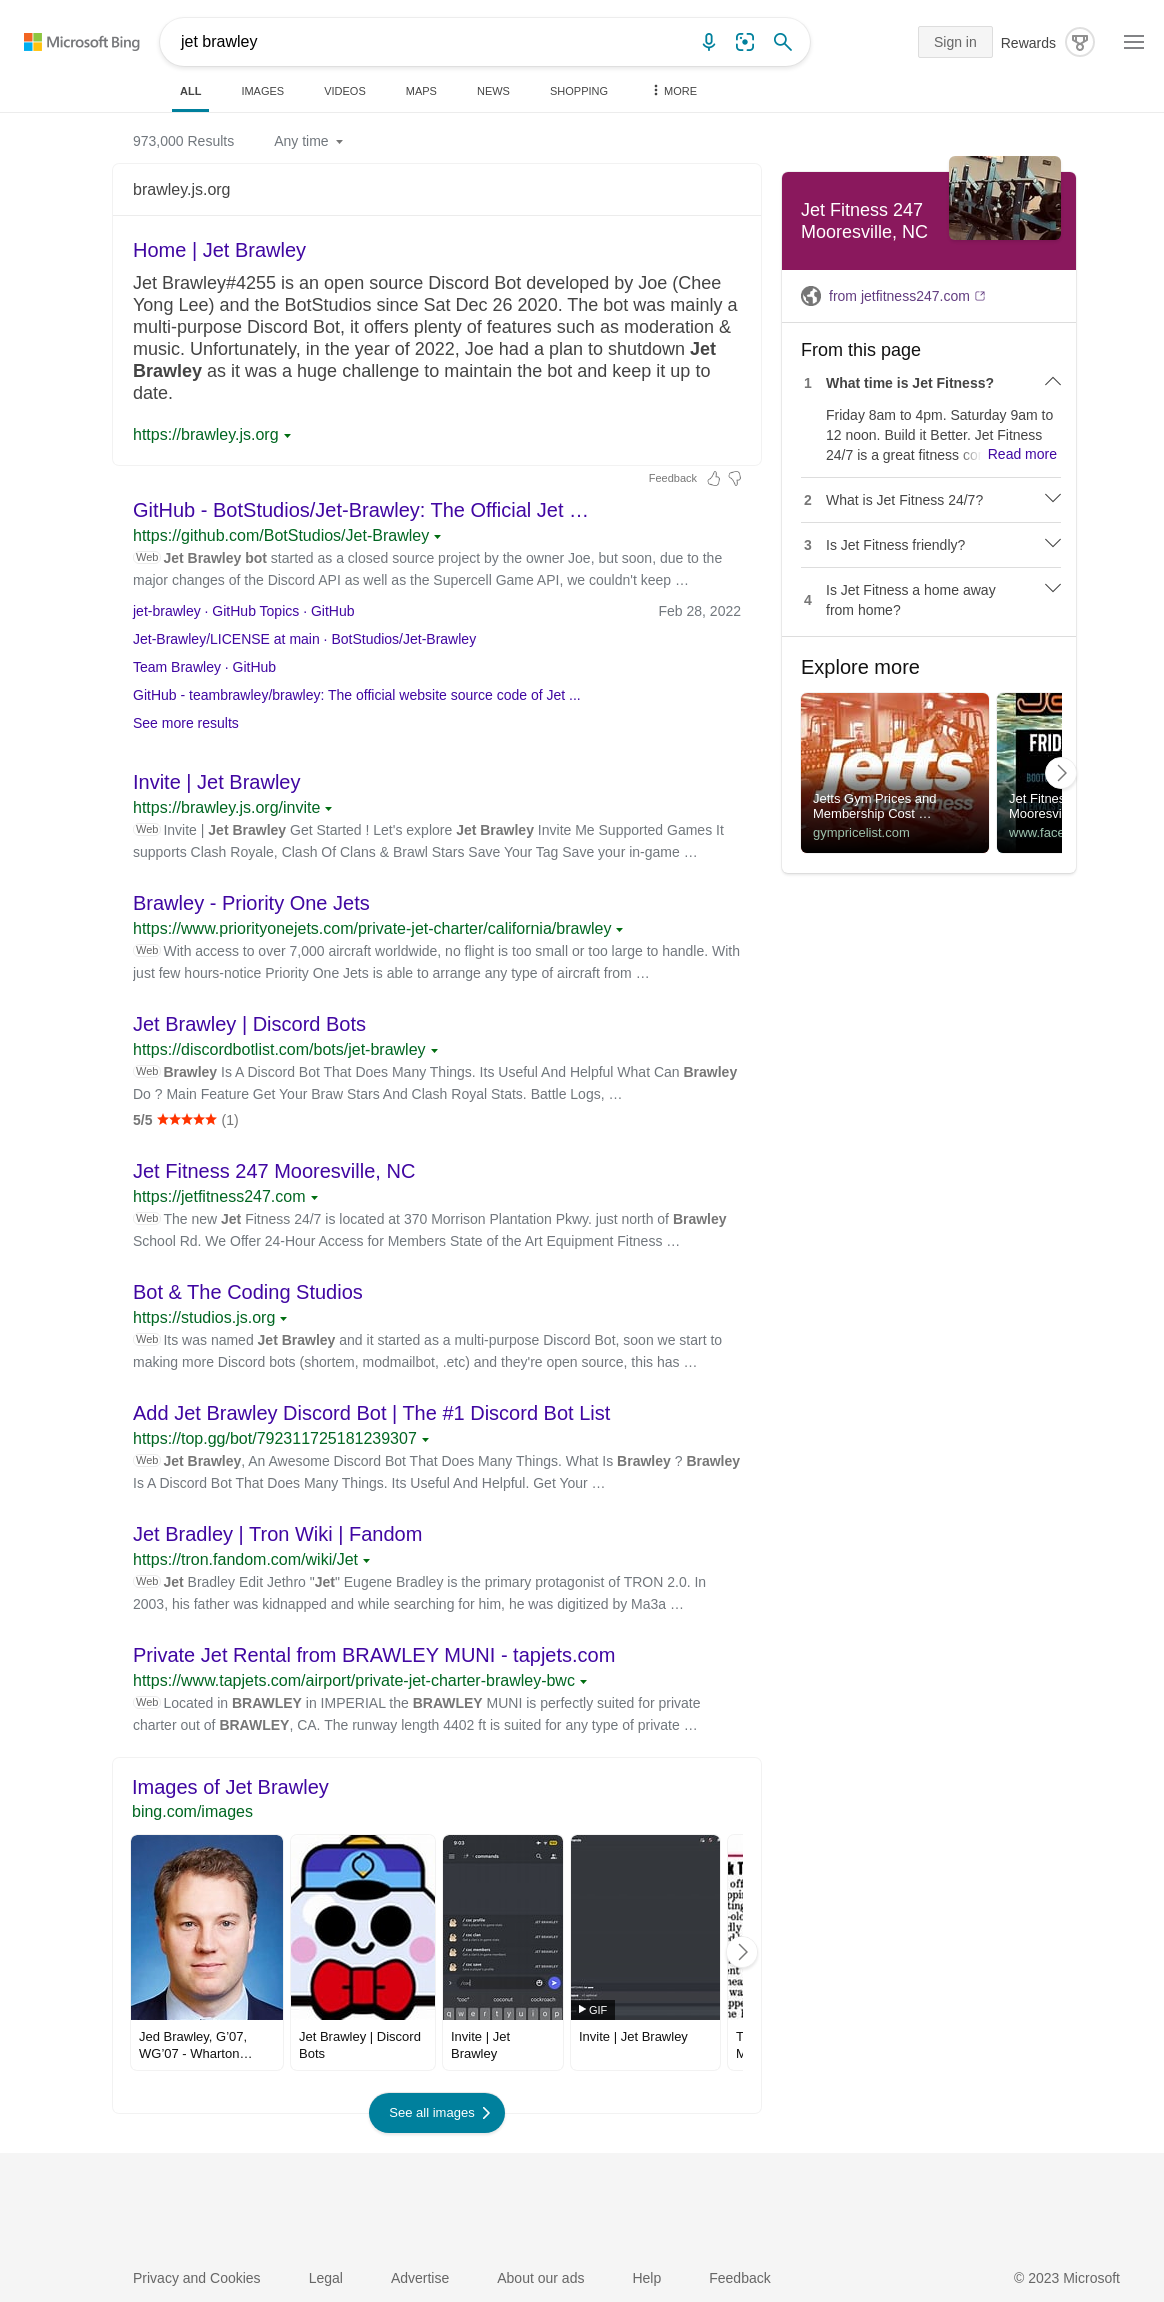 Microsoft Bing
jet brawley
Sign in
Rewards
ALL
IMAGES
VIDEOS
MAPS
NEWS
SHOPPING
MORE
973,000 Results
Any time
brawley.js.org
Home | Jet Brawley
Jet Brawley#4255 is an open source Discord Bot developed by Joe (Chee
Yong Lee) and the BotStudios since Sat Dec 26 2020. The bot was mainly a
multi-purpose Discord Bot, it offers plenty of features such as moderation &
music. Unfortunately, in the year of 2022, Joe had a plan to shutdown Jet
Brawley as it was a huge challenge to maintain the bot and keep it up to
date.
https://brawley.js.org
Feedback
GitHub - BotStudios/Jet-Brawley: The Official Jet …
https://github.com/BotStudios/Jet-Brawley
Web Jet Brawley bot started as a closed source project by the owner Joe, but soon, due to the
major changes of the Discord API as well as the Supercell Game API, we couldn't keep …
jet-brawley · GitHub Topics · GitHub
Feb 28, 2022
Jet-Brawley/LICENSE at main · BotStudios/Jet-Brawley
Team Brawley · GitHub
GitHub - teambrawley/brawley: The official website source code of Jet ...
See more results
Invite | Jet Brawley
https://brawley.js.org/invite
Web Invite | Jet Brawley Get Started ! Let's explore Jet Brawley Invite Me Supported Games It
supports Clash Royale, Clash Of Clans & Brawl Stars Save Your Tag Save your in-game …
Brawley - Priority One Jets
https://www.priorityonejets.com/private-jet-charter/california/brawley
Web With access to over 7,000 aircraft worldwide, no flight is too small or too large to handle. With
just few hours-notice Priority One Jets is able to arrange any type of aircraft from …
Jet Brawley | Discord Bots
https://discordbotlist.com/bots/jet-brawley
Web Brawley Is A Discord Bot That Does Many Things. Its Useful And Helpful What Can Brawley
Do ? Main Feature Get Your Braw Stars And Clash Royal Stats. Battle Logs, …
5/5 ★★★★★ (1)
Jet Fitness 247 Mooresville, NC
https://jetfitness247.com
Web The new Jet Fitness 24/7 is located at 370 Morrison Plantation Pkwy. just north of Brawley
School Rd. We Offer 24-Hour Access for Members State of the Art Equipment Fitness …
Bot & The Coding Studios
https://studios.js.org
Web Its was named Jet Brawley and it started as a multi-purpose Discord Bot, soon we start to
making more Discord bots (shortem, modmailbot, .etc) and they're open source, this has …
Add Jet Brawley Discord Bot | The #1 Discord Bot List
https://top.gg/bot/792311725181239307
Web Jet Brawley, An Awesome Discord Bot That Does Many Things. What Is Brawley ? Brawley
Is A Discord Bot That Does Many Things. Its Useful And Helpful. Get Your …
Jet Bradley | Tron Wiki | Fandom
https://tron.fandom.com/wiki/Jet
Web Jet Bradley Edit Jethro "Jet" Eugene Bradley is the primary protagonist of TRON 2.0. In
2003, his father was kidnapped and while searching for him, he was digitized by Ma3a …
Private Jet Rental from BRAWLEY MUNI - tapjets.com
https://www.tapjets.com/airport/private-jet-charter-brawley-bwc
Web Located in BRAWLEY in IMPERIAL the BRAWLEY MUNI is perfectly suited for private
charter out of BRAWLEY, CA. The runway length 4402 ft is suited for any type of private …
Images of Jet Brawley
bing.com/images
9:03
commands
/ coc profile
/ coc clan
/ coc members
/ coc save
JET BRAWLEY
JET BRAWLEY
JET BRAWLEY
JET BRAWLEY
"coc"
coconut
cockroach
q w e r t y u i o p
GIF
Jed Brawley, G'07,
WG'07 - Wharton…
Jet Brawley | Discord
Bots
Invite | Jet
Brawley
Invite | Jet Brawley
See all images
Jet Fitness 247
Mooresville, NC
from jetfitness247.com
From this page
1 What time is Jet Fitness?
Friday 8am to 4pm. Saturday 9am to
12 noon. Build it Better. Jet Fitness
24/7 is a great fitness co Read more
2 What is Jet Fitness 24/7?
3 Is Jet Fitness friendly?
4 Is Jet Fitness a home away
from home?
Explore more
jetts
24 hour fitness
Jetts Gym Prices and
Membership Cost …
gympricelist.com
FRID
Jet Fitnes
Mooresvi
www.face
Privacy and Cookies
Legal
Advertise
About our ads
Help
Feedback
© 2023 Microsoft